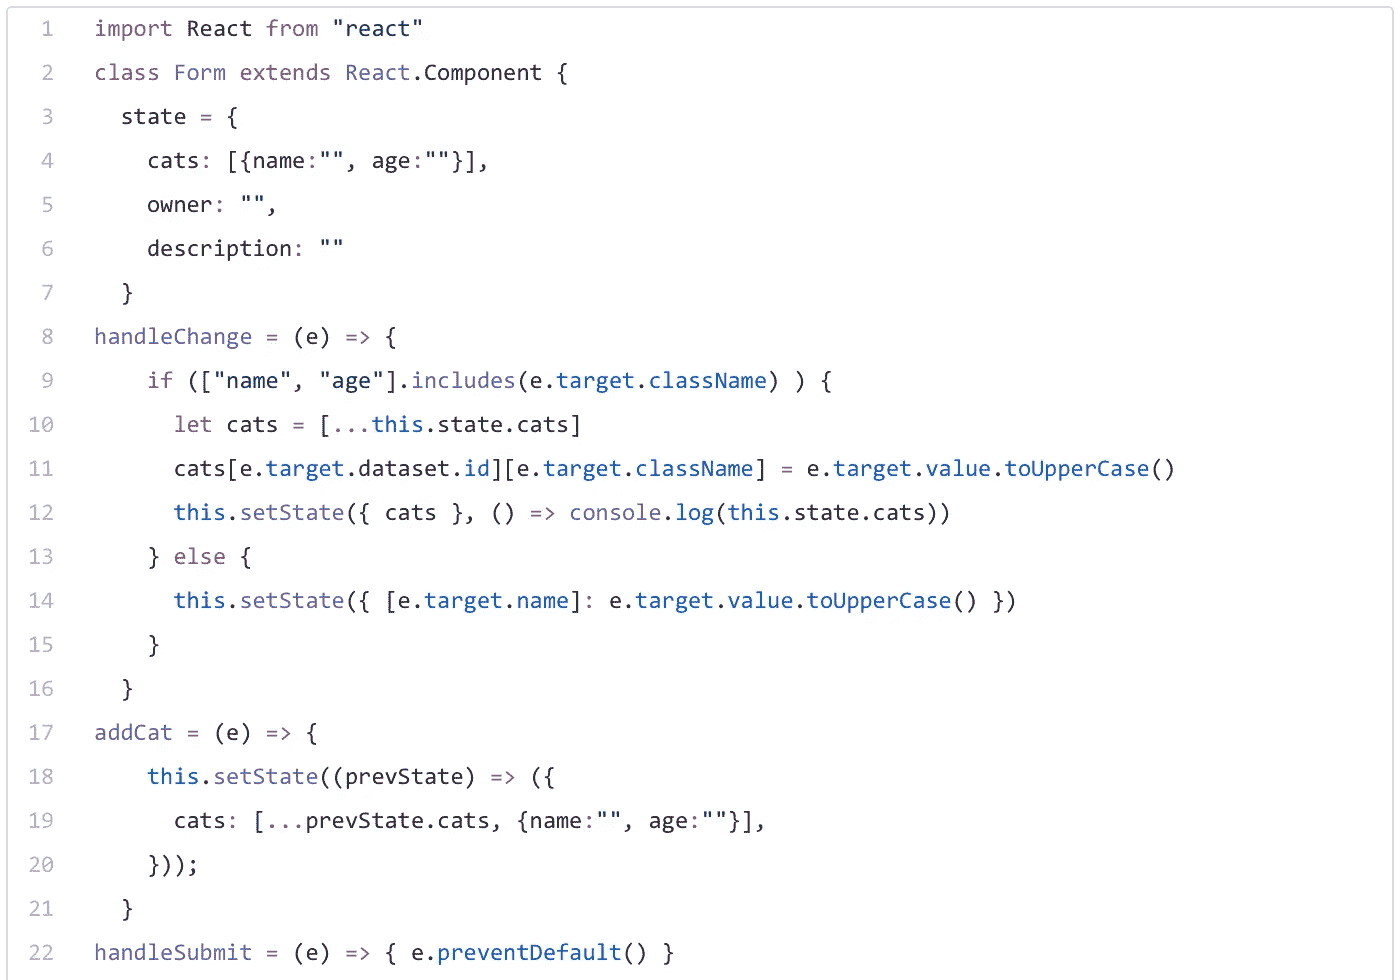 1 import React from "react"
2 class Form extends React.Component {
3 state = {
4 cats: [{name:"", age:""}],
5 owner: "",
6 description: ""
7 }
8 handleChange = (e) => {
9 if (["name", "age"].includes(e.target.className) ) {
10 let cats = [...this.state.cats]
11 cats[e.target.dataset.id][e.target.className] = e.target.value.toUpperCase()
12 this.setState({ cats }, () => console.log(this.state.cats))
13 } else {
14 this.setState({ [e.target.name]: e.target.value.toUpperCase() })
15 }
16 }
17 addCat = (e) => {
18 this.setState((prevState) => ({
19 cats: [...prevState.cats, {name:"", age:""}],
20 }));
21 }
22 handleSubmit = (e) => { e.preventDefault() }